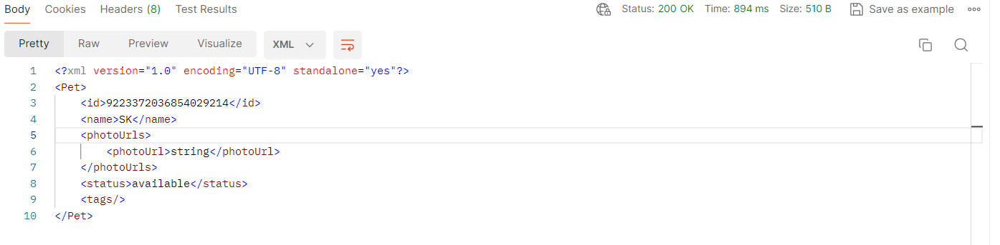 Body Cookies Headers (8) Test Results Status: 200 OK Time: 894 ms Size: 510 B Save as example
Pretty Raw Preview Visualize XML
1 <?xml version="1.0" encoding="UTF-8" standalone="yes"?>
2 <Pet>
3 <id>9223372036854029214</id>
4 <name>SK</name>
5 <photoUrls>
6 <photoUrl>string</photoUrl>
7 </photoUrls>
8 <status>available</status>
9 <tags/>
10 </Pet>